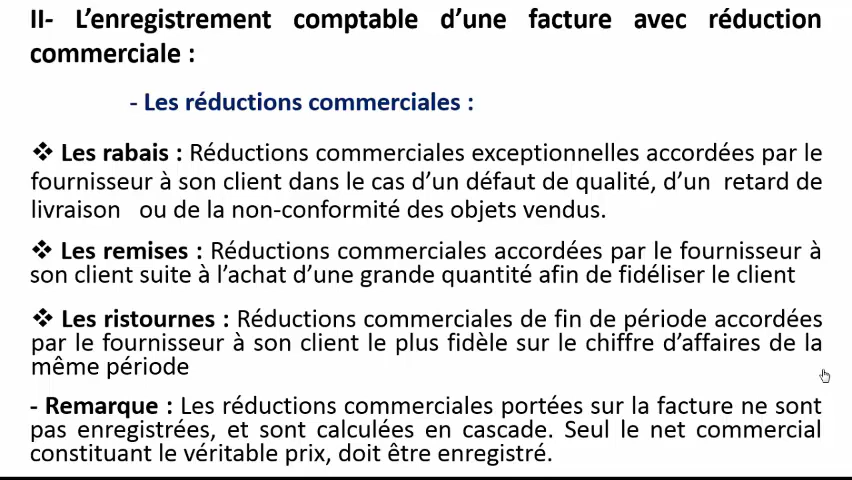 II- L'enregistrement comptable d'une facture avec réduction
commerciale :
- Les réductions commerciales :
❖ Les rabais : Réductions commerciales exceptionnelles accordées par le
fournisseur à son client dans le cas d'un défaut de qualité, d'un retard de
livraison ou de la non-conformité des objets vendus.
❖ Les remises : Réductions commerciales accordées par le fournisseur à
son client suite à l'achat d'une grande quantité afin de fidéliser le client
❖ Les ristournes : Réductions commerciales de fin de période accordées
par le fournisseur à son client le plus fidèle sur le chiffre d'affaires de la
même période
- Remarque : Les réductions commerciales portées sur la facture ne sont
pas enregistrées, et sont calculées en cascade. Seul le net commercial
constituant le véritable prix, doit être enregistré.